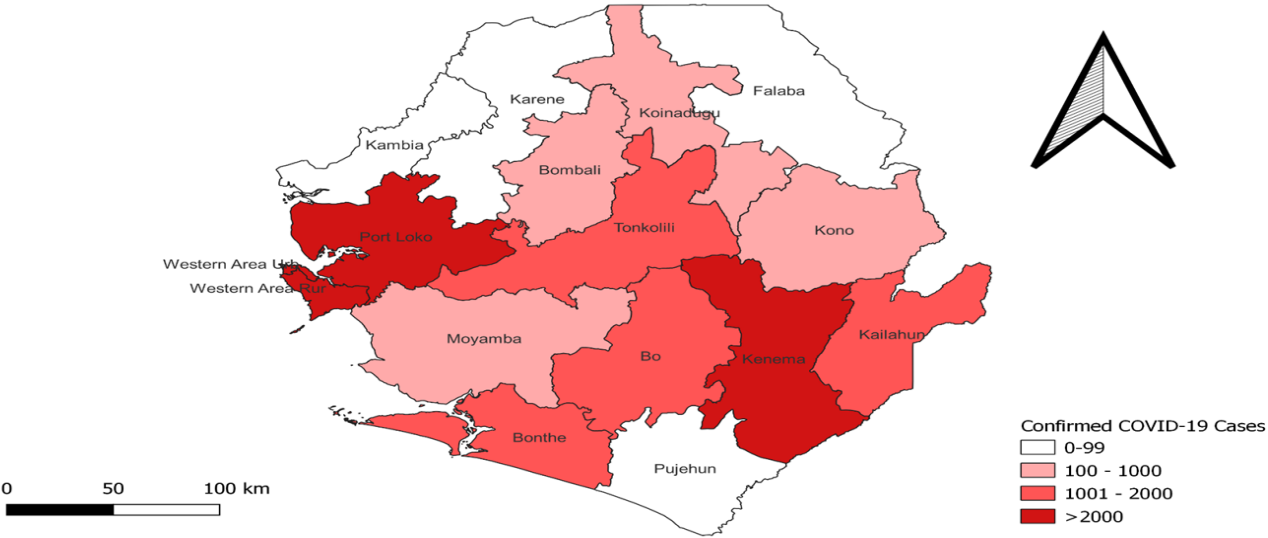 Falaba
Karene
Koinadugu
Kambia
Bombali
Tonkolili
Kono
Port Loko
Western Area Urb
Western Area Rur
Moyamba
Kailahun
Bo
Kenema
Bonthe
Pujehun
Confirmed COVID-19 Cases
0-99
100 - 1000
1001 - 2000
>2000
0 50 100 km